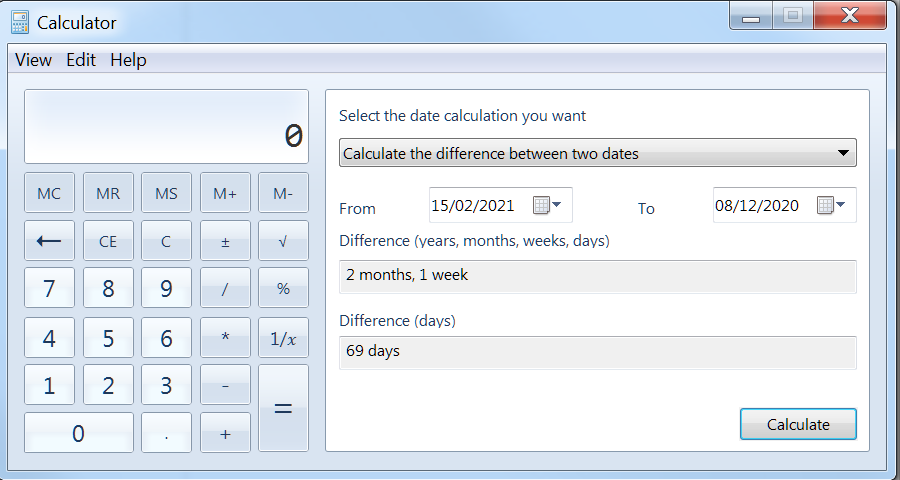 Calculator
View Edit Help
0
MC MR MS M+ M-
← CE C ± √
7 8 9 / %
4 5 6 * 1/x
1 2 3 - =
0 . +
Select the date calculation you want
Calculate the difference between two dates
From 15/02/2021 To 08/12/2020
Difference (years, months, weeks, days)
2 months, 1 week
Difference (days)
69 days
Calculate